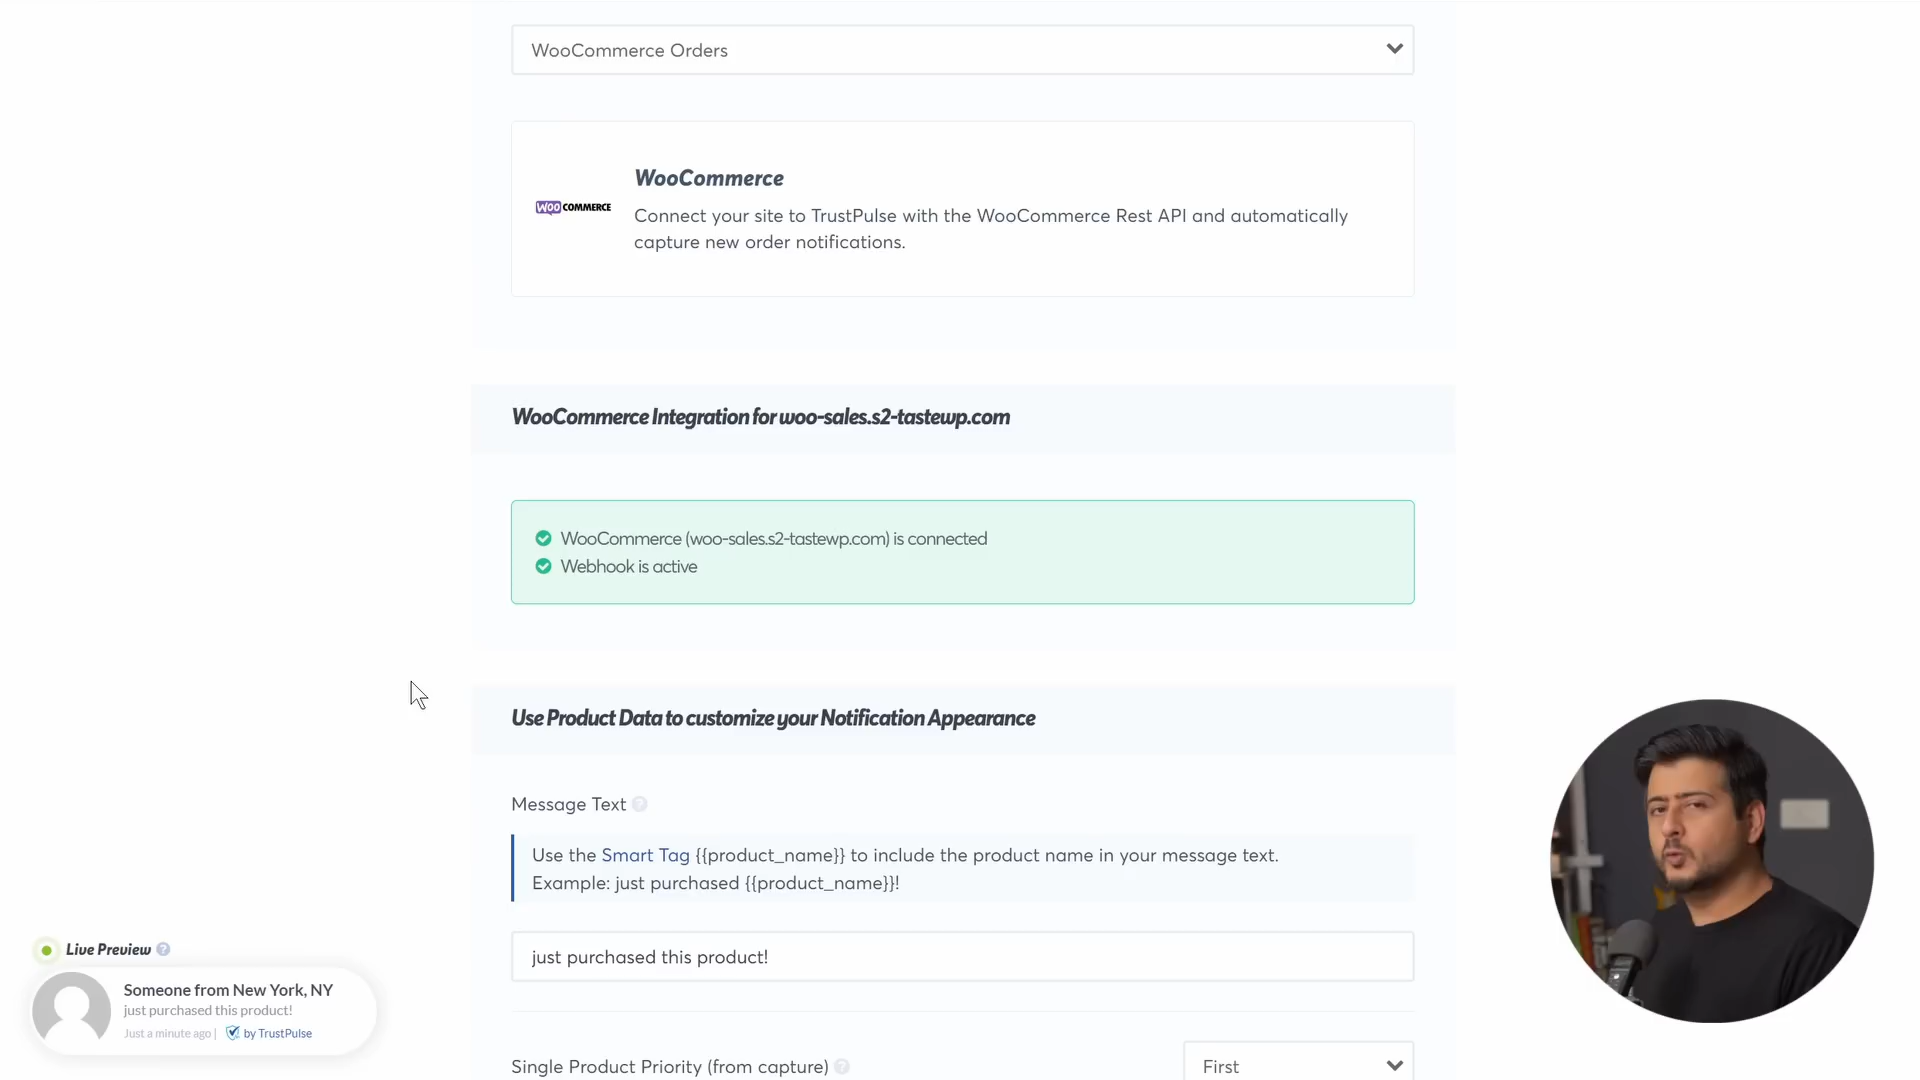 WooCommerce Orders
WOO COMMERCE
WooCommerce
Connect your site to TrustPulse with the WooCommerce Rest API and automatically
capture new order notifications.
WooCommerce Integration for woo-sales.s2-tastewp.com
WooCommerce (woo-sales.s2-tastewp.com) is connected
Webhook is active
Use Product Data to customize your Notification Appearance
Message Text ?
Use the Smart Tag {{product_name}} to include the product name in your message text.
Example: just purchased {{product_name}}!
just purchased this product!
Single Product Priority (from capture) ?
First
Live Preview ?
Someone from New York, NY
just purchased this product!
Just a minute ago | by TrustPulse